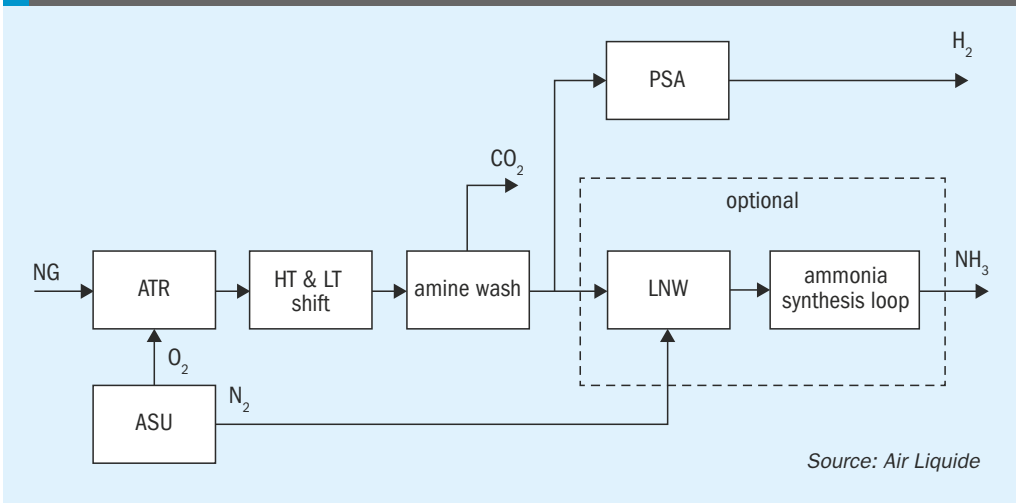 PSA
H₂
CO₂
optional
NG
ATR
HT & LT
shift
amine wash
LNW
ammonia
synthesis loop
NH₃
O₂
N₂
ASU
Source: Air Liquide